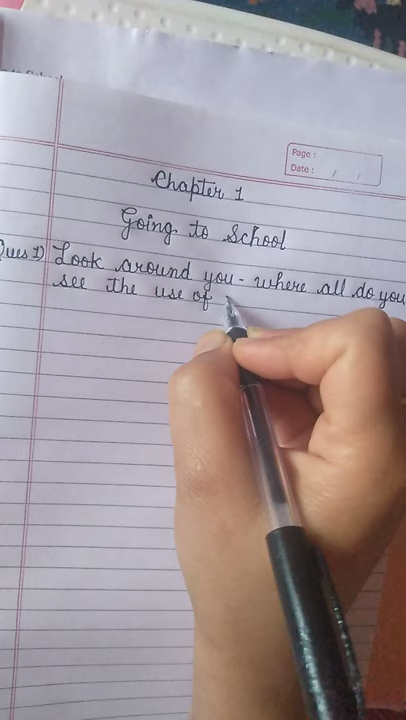 Page :
Date : / /
Chapter 1
Going to School
Ques 1) Look around you - where all do you
see the use of